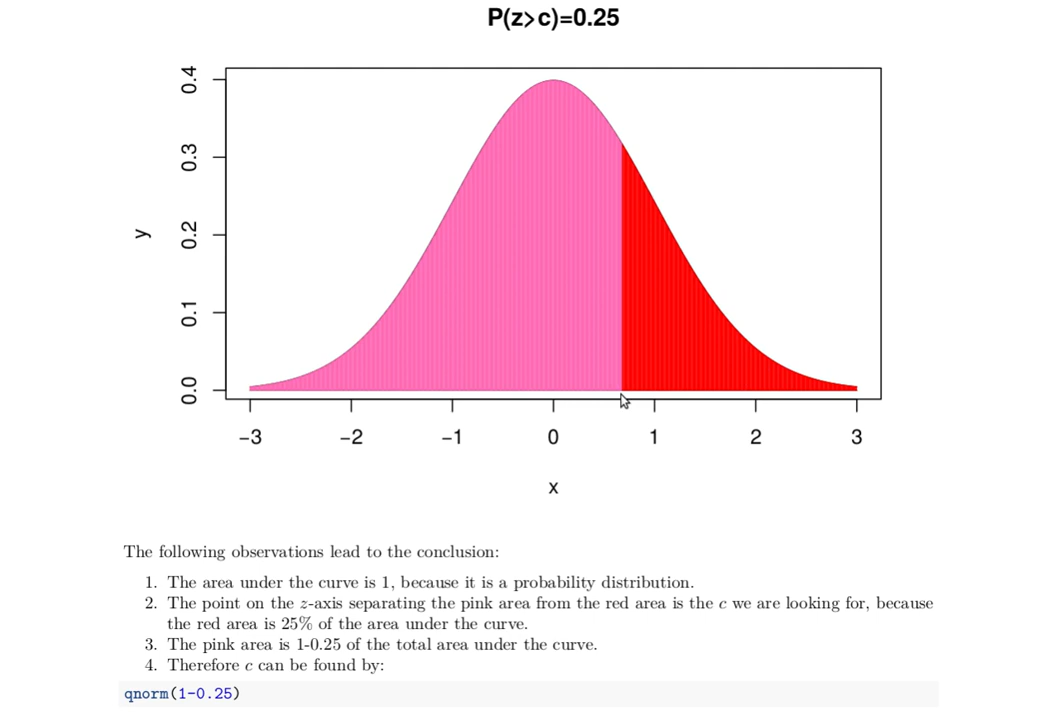 P(z>c)=0.25
0.4
0.3
0.2
0.1
0.0
y
−3 −2 −1 0 1 2 3
x
The following observations lead to the conclusion:
1. The area under the curve is 1, because it is a probability distribution.
2. The point on the z-axis separating the pink area from the red area is the c we are looking for, because
the red area is 25% of the area under the curve.
3. The pink area is 1-0.25 of the total area under the curve.
4. Therefore c can be found by:
qnorm(1-0.25)